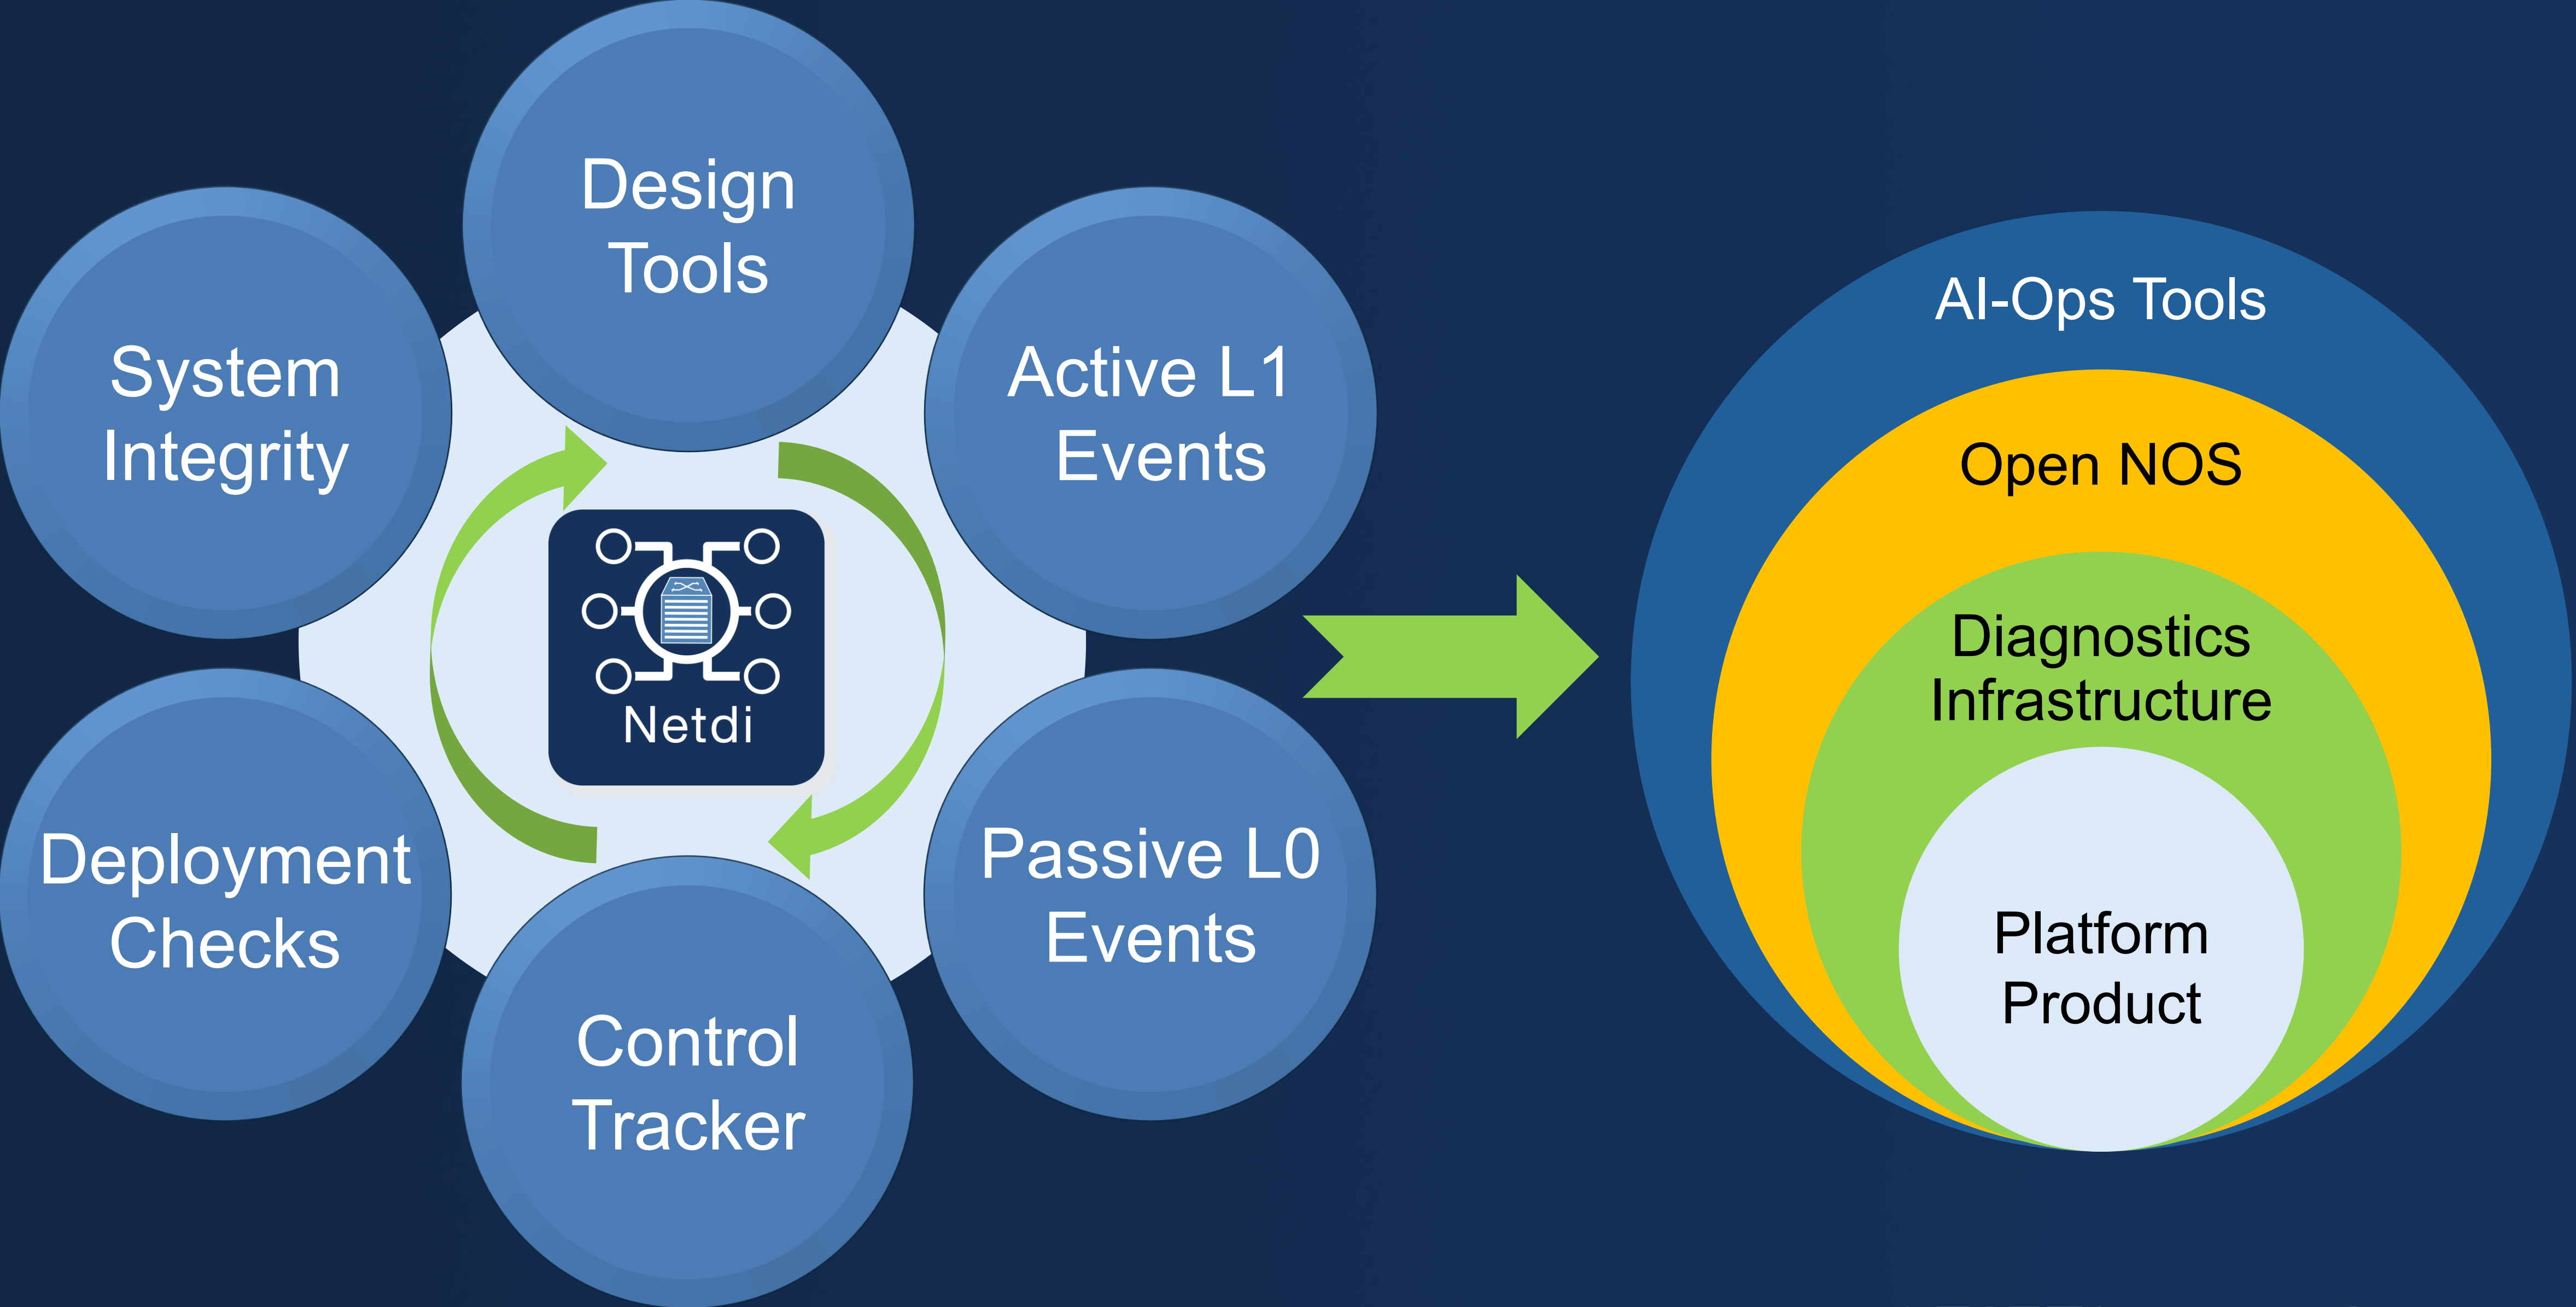 Design
Tools
System
Integrity
Active L1
Events
Netdi
Deployment
Checks
Passive L0
Events
Control
Tracker
AI-Ops Tools
Open NOS
Diagnostics
Infrastructure
Platform
Product